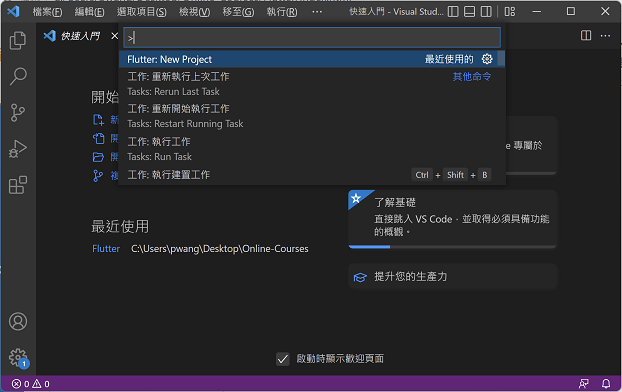 檔案(F) 編輯(E) 選取項目(S) 檢視(V) 移至(G) 執行(R) ··· 快速入門 - Visual Stud...
快速入門
>
Flutter: New Project 最近使用的
工作: 重新執行上次工作 其他命令
Tasks: Rerun Last Task
工作: 重新開始執行工作
Tasks: Restart Running Task
工作: 執行工作
Tasks: Run Task
工作: 執行建置工作 Ctrl + Shift + B
開始
新
開
開
複
e 專屬於
了解基礎
直接跳入 VS Code，並取得必須具備功能
的概觀。
提升您的生產力
最近使用
Flutter C:\Users\pwang\Desktop\Online-Courses
啟動時顯示歡迎頁面
1
0 0